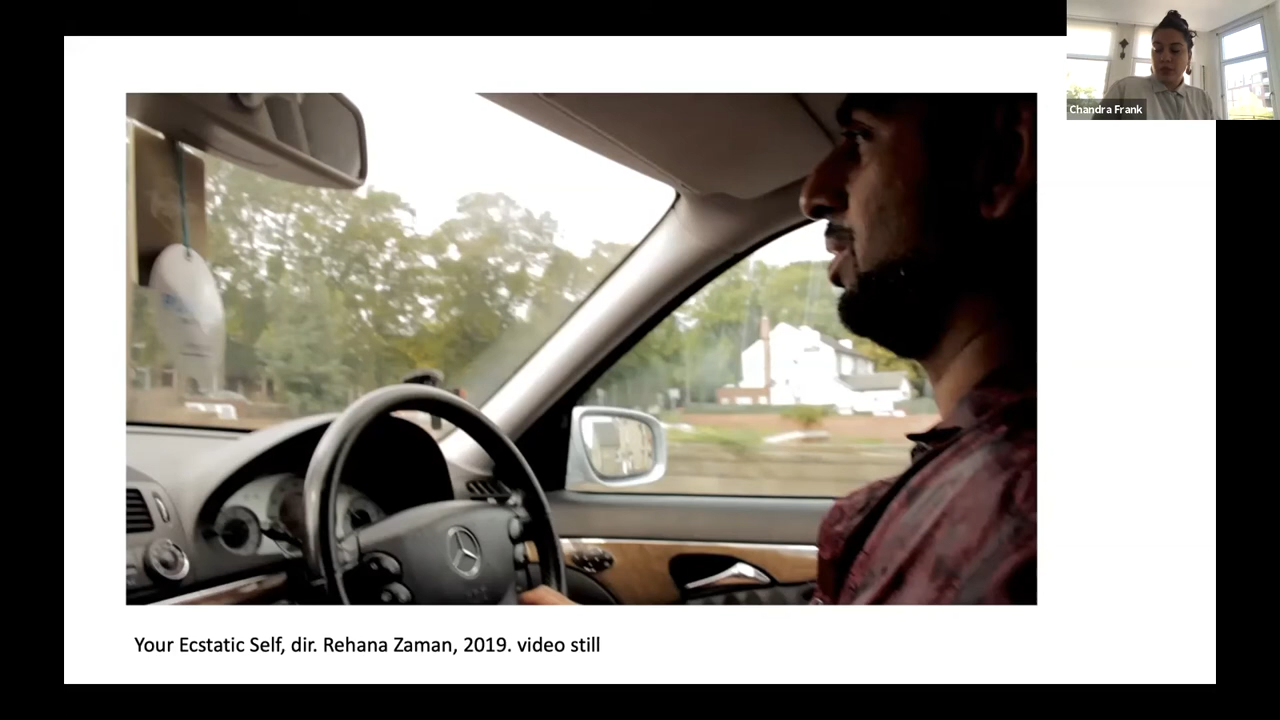 Chandra Frank
Your Ecstatic Self, dir. Rehana Zaman, 2019. video still